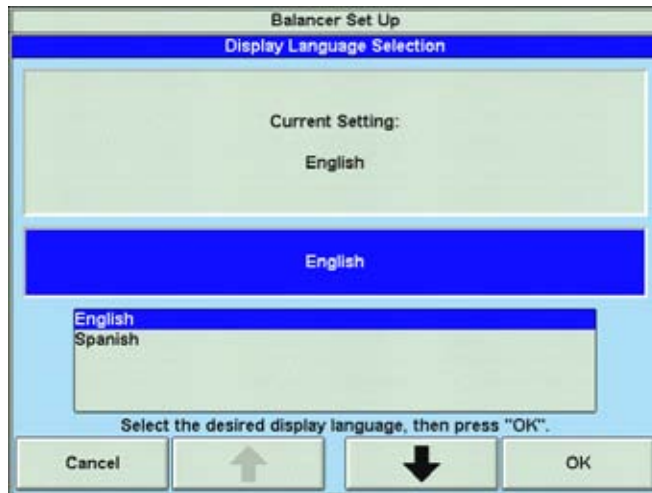 Balancer Set Up
Display Language Selection
Current Setting:
English
English
English
Spanish
Select the desired display language, then press "OK".
Cancel
OK